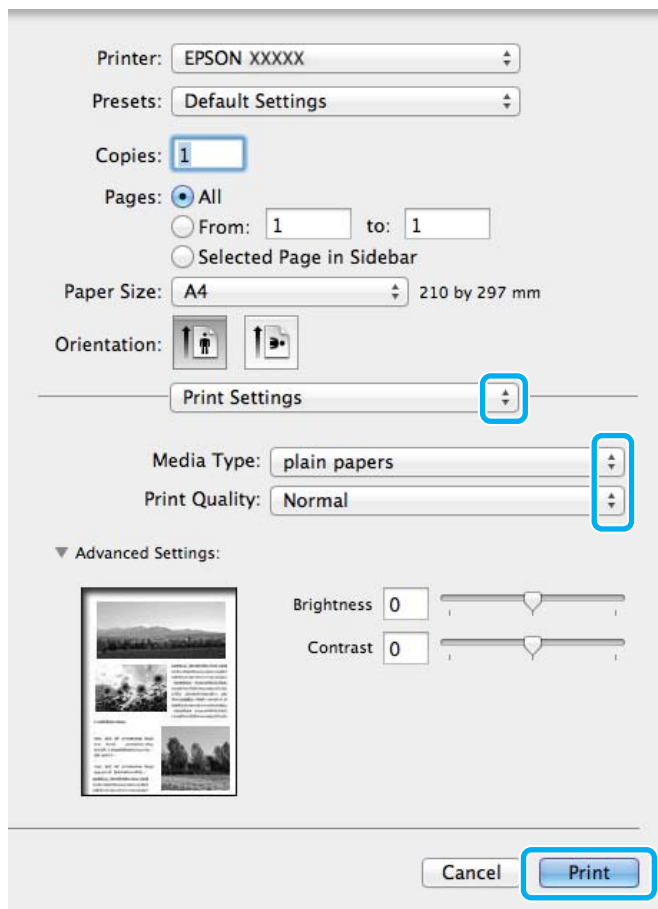 Printer: EPSON XXXXX
Presets: Default Settings
Copies: 1
Pages: All
From: 1 to: 1
Selected Page in Sidebar
Paper Size: A4 210 by 297 mm
Orientation:
Print Settings
Media Type: plain papers
Print Quality: Normal
Advanced Settings:
Brightness 0
Contrast 0
Cancel Print